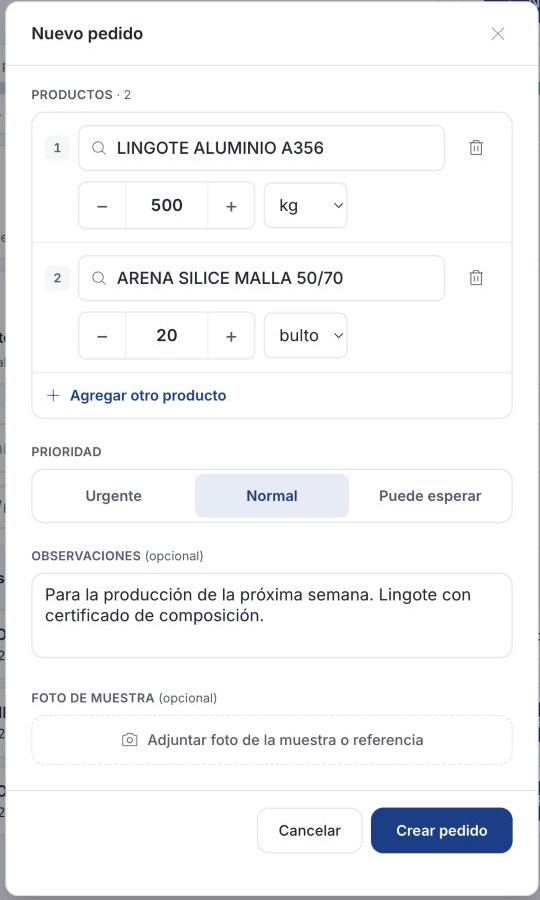 Nuevo pedido
PRODUCTOS · 2
1
LINGOTE ALUMINIO A356
− 500 + kg
2
ARENA SILICE MALLA 50/70
− 20 + bulto
+ Agregar otro producto
PRIORIDAD
Urgente Normal Puede esperar
OBSERVACIONES (opcional)
Para la producción de la próxima semana. Lingote con
certificado de composición.
FOTO DE MUESTRA (opcional)
Adjuntar foto de la muestra o referencia
Cancelar Crear pedido